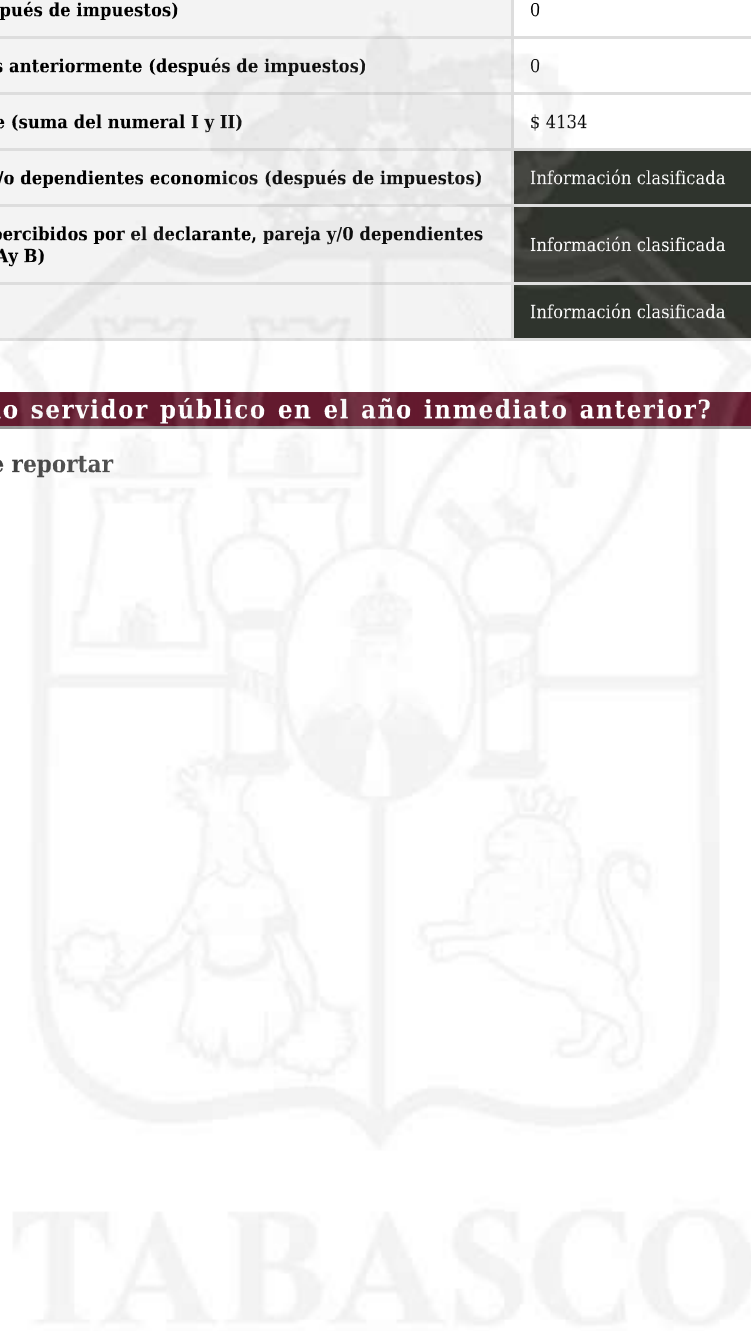 pués de impuestos) 0
s anteriormente (después de impuestos) 0
e (suma del numeral I y II) $ 4134
/o dependientes economicos (después de impuestos) Información clasificada
percibidos por el declarante, pareja y/0 dependientes
Ay B) Información clasificada
Información clasificada
o servidor público en el año inmediato anterior?
e reportar
TABASCO